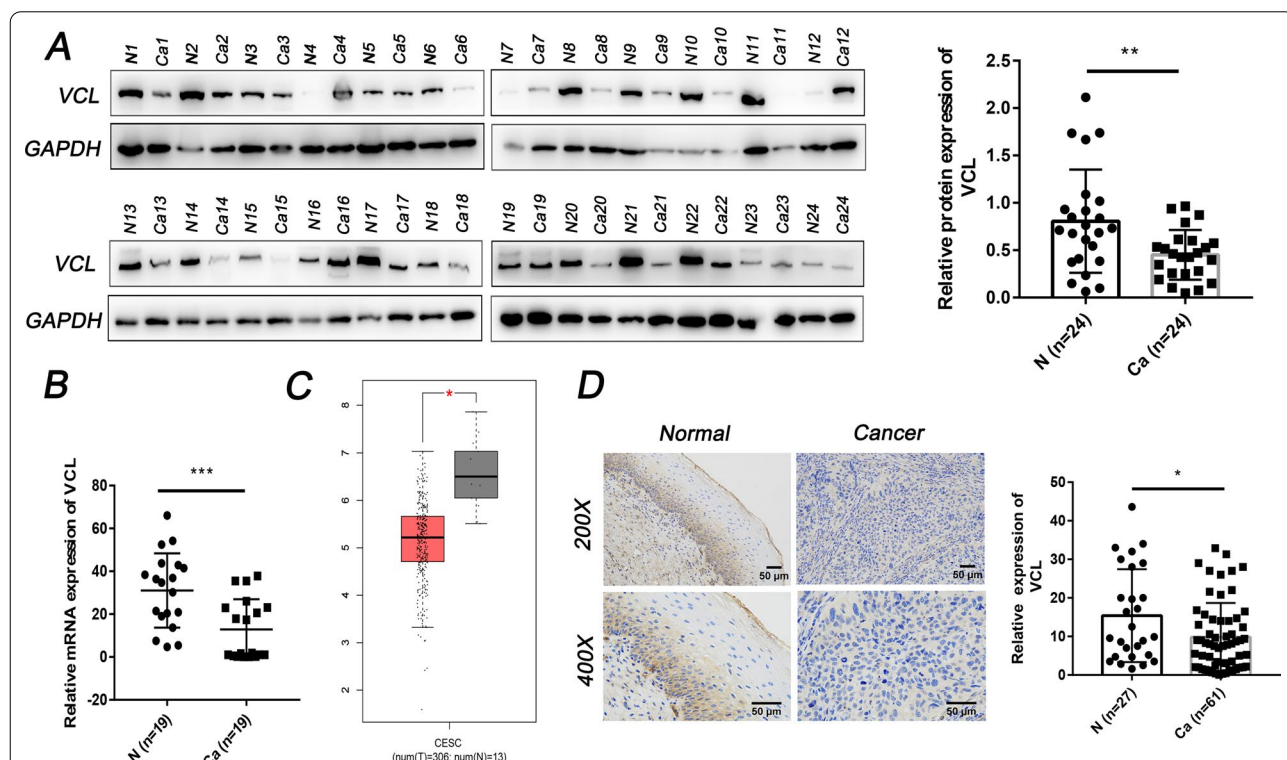 A
N1 Ca1 N2 Ca2 N3 Ca3 N4 Ca4 N5 Ca5 N6 Ca6
N7 Ca7 N8 Ca8 N9 Ca9 N10 Ca10 N11 Ca11 N12 Ca12
VCL
GAPDH
N13 Ca13 N14 Ca14 N15 Ca15 N16 Ca16 N17 Ca17 N18 Ca18
N19 Ca19 N20 Ca20 N21 Ca21 N22 Ca22 N23 Ca23 N24 Ca24
VCL
GAPDH
Relative protein expression of
VCL
**
2.5
2.0
1.5
1.0
0.5
0.0
N (n=24)
Ca (n=24)
B
Relative mRNA expression of VCL
***
80
60
40
20
0
-20
N (n=19)
Ca (n=19)
C
*
8
7
6
5
4
3
2
CESC
(num(T)=306; num(N)=13)
D
Normal
Cancer
200X
50 µm
50 µm
400X
50 µm
50 µm
Relative expression of
VCL
*
50
40
30
20
10
0
N (n=27)
Ca (n=61)